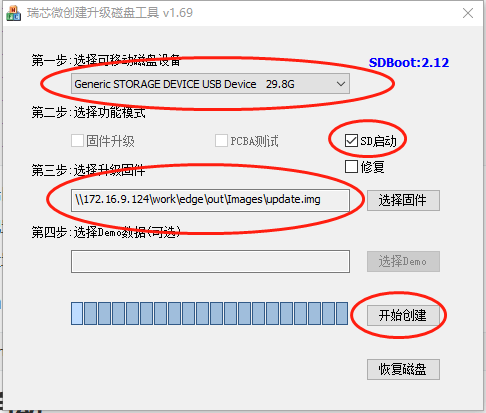 瑞芯微创建升级磁盘工具 v1.69
第一步:选择可移动磁盘设备
SDBoot:2.12
Generic STORAGE DEVICE USB Device 29.8G
第二步:选择功能模式
固件升级
PCBA测试
SD启动
第三步:选择升级固件
修复
\\172.16.9.124\work\edge\out\Images\update.img
选择固件
第四步:选择Demo数据(可选)
选择Demo
开始创建
恢复磁盘